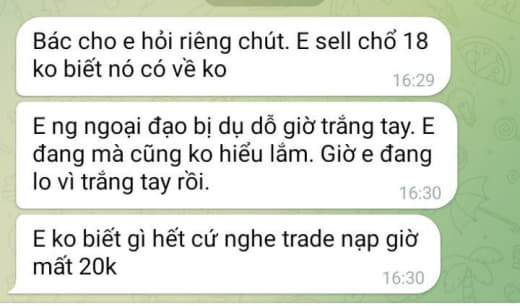 Bác cho e hỏi riêng chút. E sell chổ 18
ko biết nó có về ko
16:29
E ng ngoại đạo bị dụ dỗ giờ trắng tay. E
đang mà cũng ko hiểu lắm. Giờ e đang
lo vì trắng tay rồi.
16:30
E ko biết gì hết cứ nghe trade nạp giờ
mất 20k
16:30